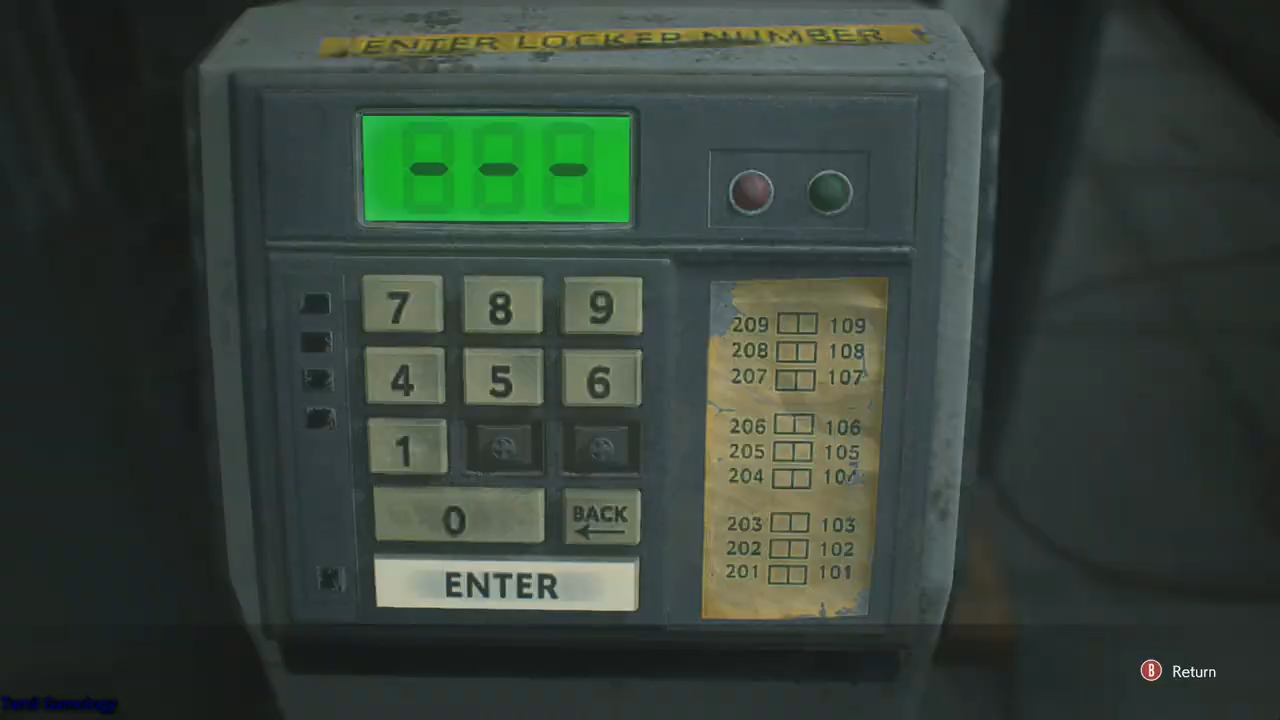 ENTER LOCKER NUMBER
---
7 8 9
4 5 6
1
0 BACK
ENTER
209 109
208 108
207 107
206 106
205 105
204 104
203 103
202 102
201 101
B Return